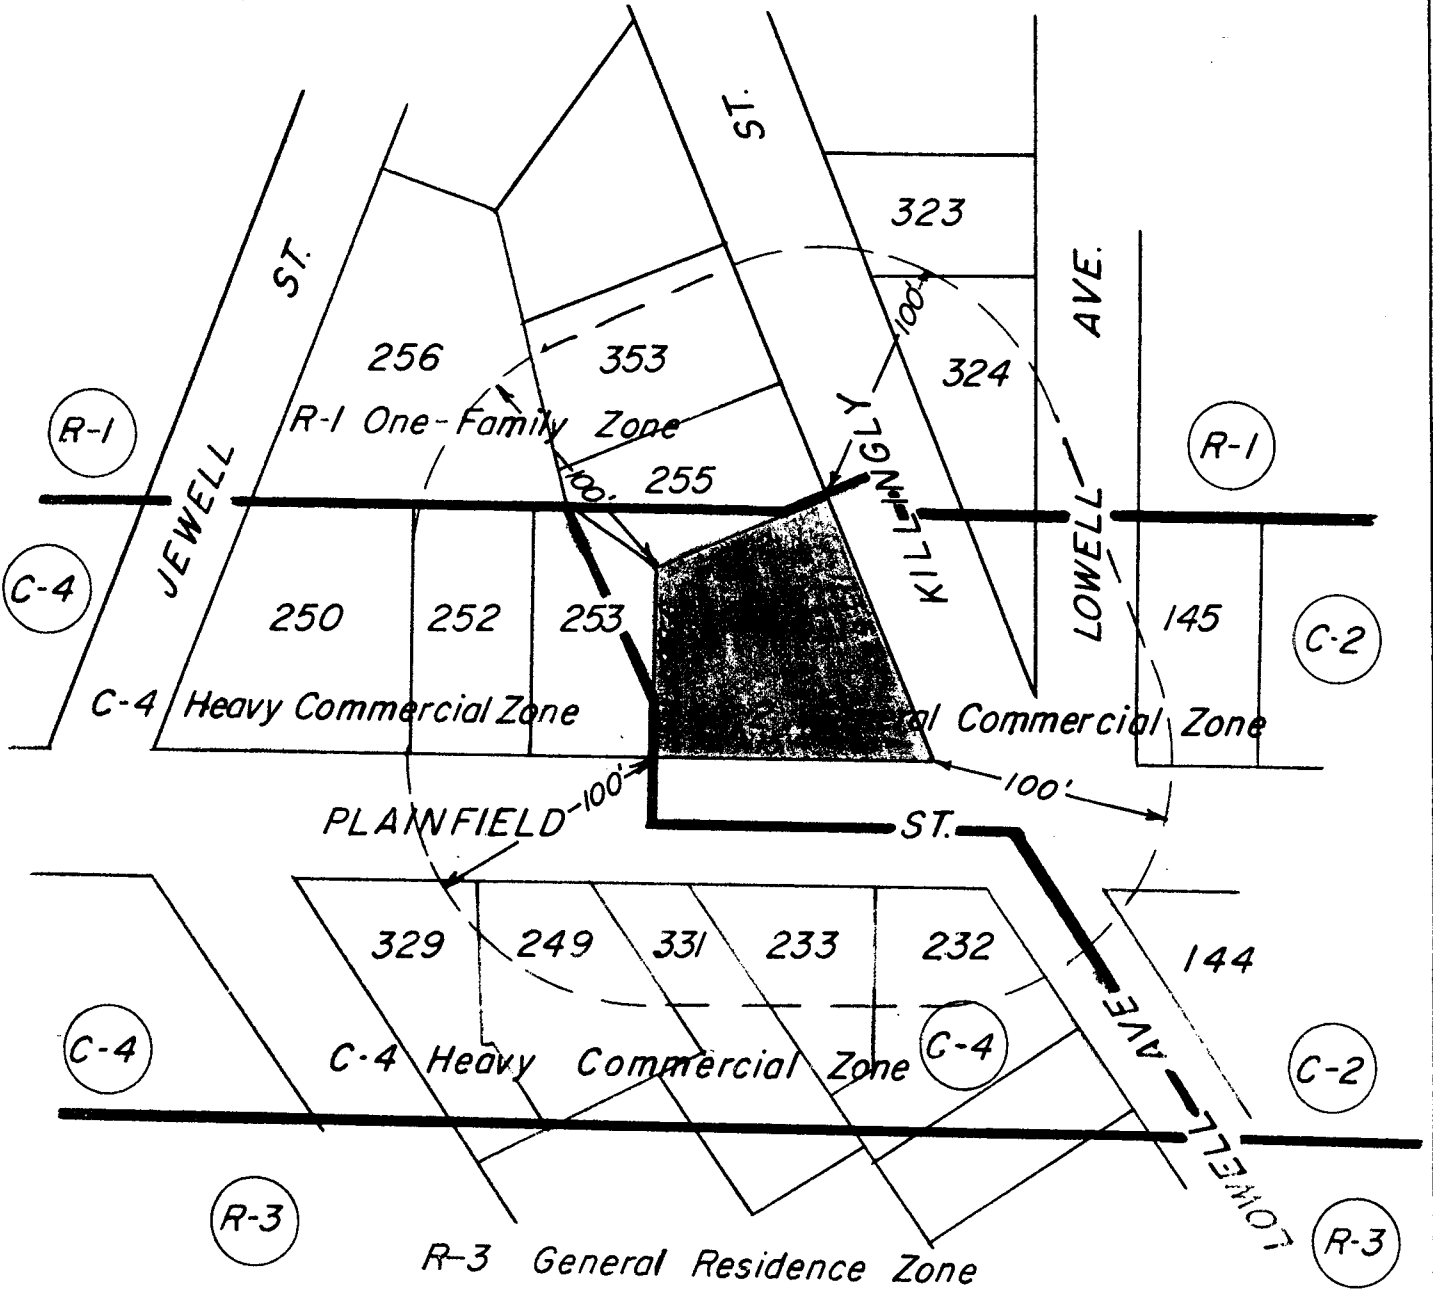 ST.
323
ST.
AVE.
100'
256
353
324
R-1 One-Family Zone
KILLINGLY
R-1
R-1
255
100'
JEWELL
LOWELL
C-4
250
252
253
145
C-2
C-4 Heavy Commercial Zone
al Commercial Zone
100'
100'
PLAINFIELD
ST.
329
249
331
233
232
144
AVE
C-4
C-4 Heavy Commercial Zone
C-4
C-2
LOWELL
R-3
R-3
R-3 General Residence Zone